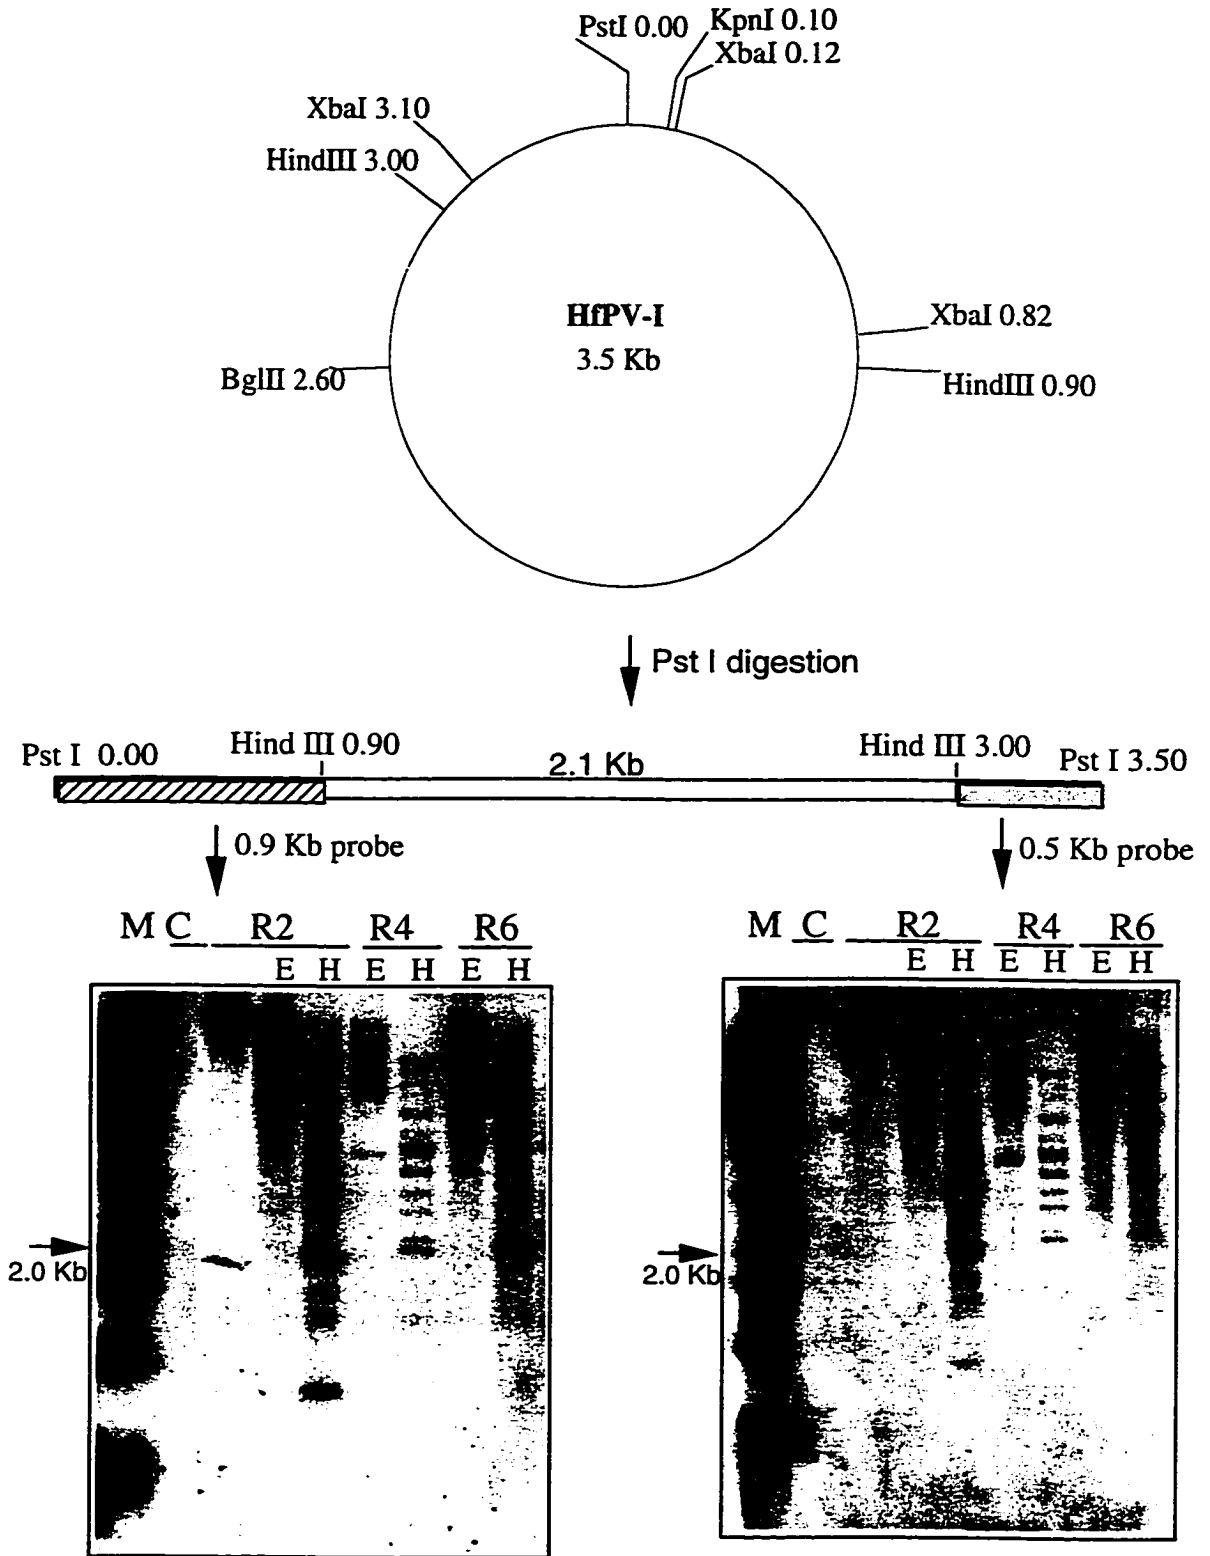 PstI 0.00
KpnI 0.10
XbaI 0.12
XbaI 3.10
HindIII 3.00
HfPV-I
3.5 Kb
XbaI 0.82
BglII 2.60
HindIII 0.90
Pst I digestion
Pst I 0.00
Hind III 0.90
2.1 Kb
Hind III 3.00
Pst I 3.50
0.9 Kb probe
0.5 Kb probe
M C R2 R4 R6
E H E H E H
2.0 Kb
M C R2 R4 R6
E H E H E H
2.0 Kb